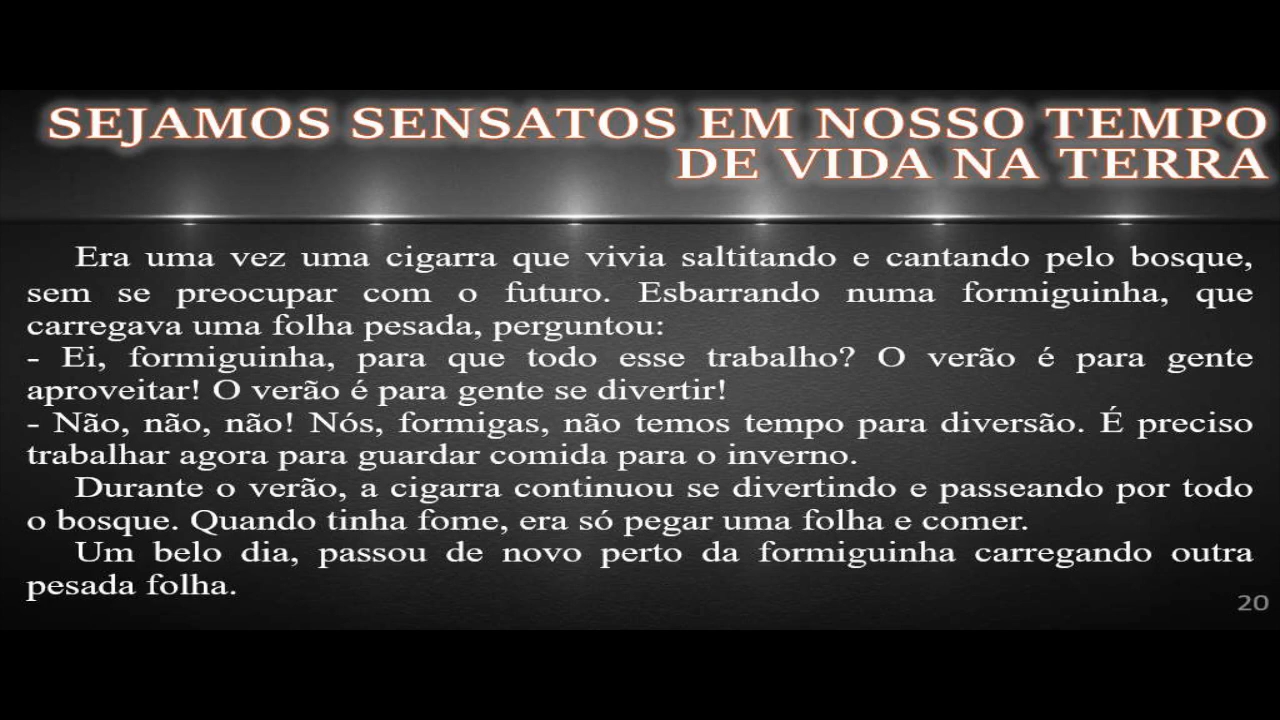 SEJAMOS SENSATOS EM NOSSO TEMPO
DE VIDA NA TERRA
Era uma vez uma cigarra que vivia saltitando e cantando pelo bosque,
sem se preocupar com o futuro. Esbarrando numa formiguinha, que
carregava uma folha pesada, perguntou:
- Ei, formiguinha, para que todo esse trabalho? O verão é para gente
aproveitar! O verão é para gente se divertir!
- Não, não, não! Nós, formigas, não temos tempo para diversão. É preciso
trabalhar agora para guardar comida para o inverno.
Durante o verão, a cigarra continuou se divertindo e passeando por todo
o bosque. Quando tinha fome, era só pegar uma folha e comer.
Um belo dia, passou de novo perto da formiguinha carregando outra
pesada folha.
20